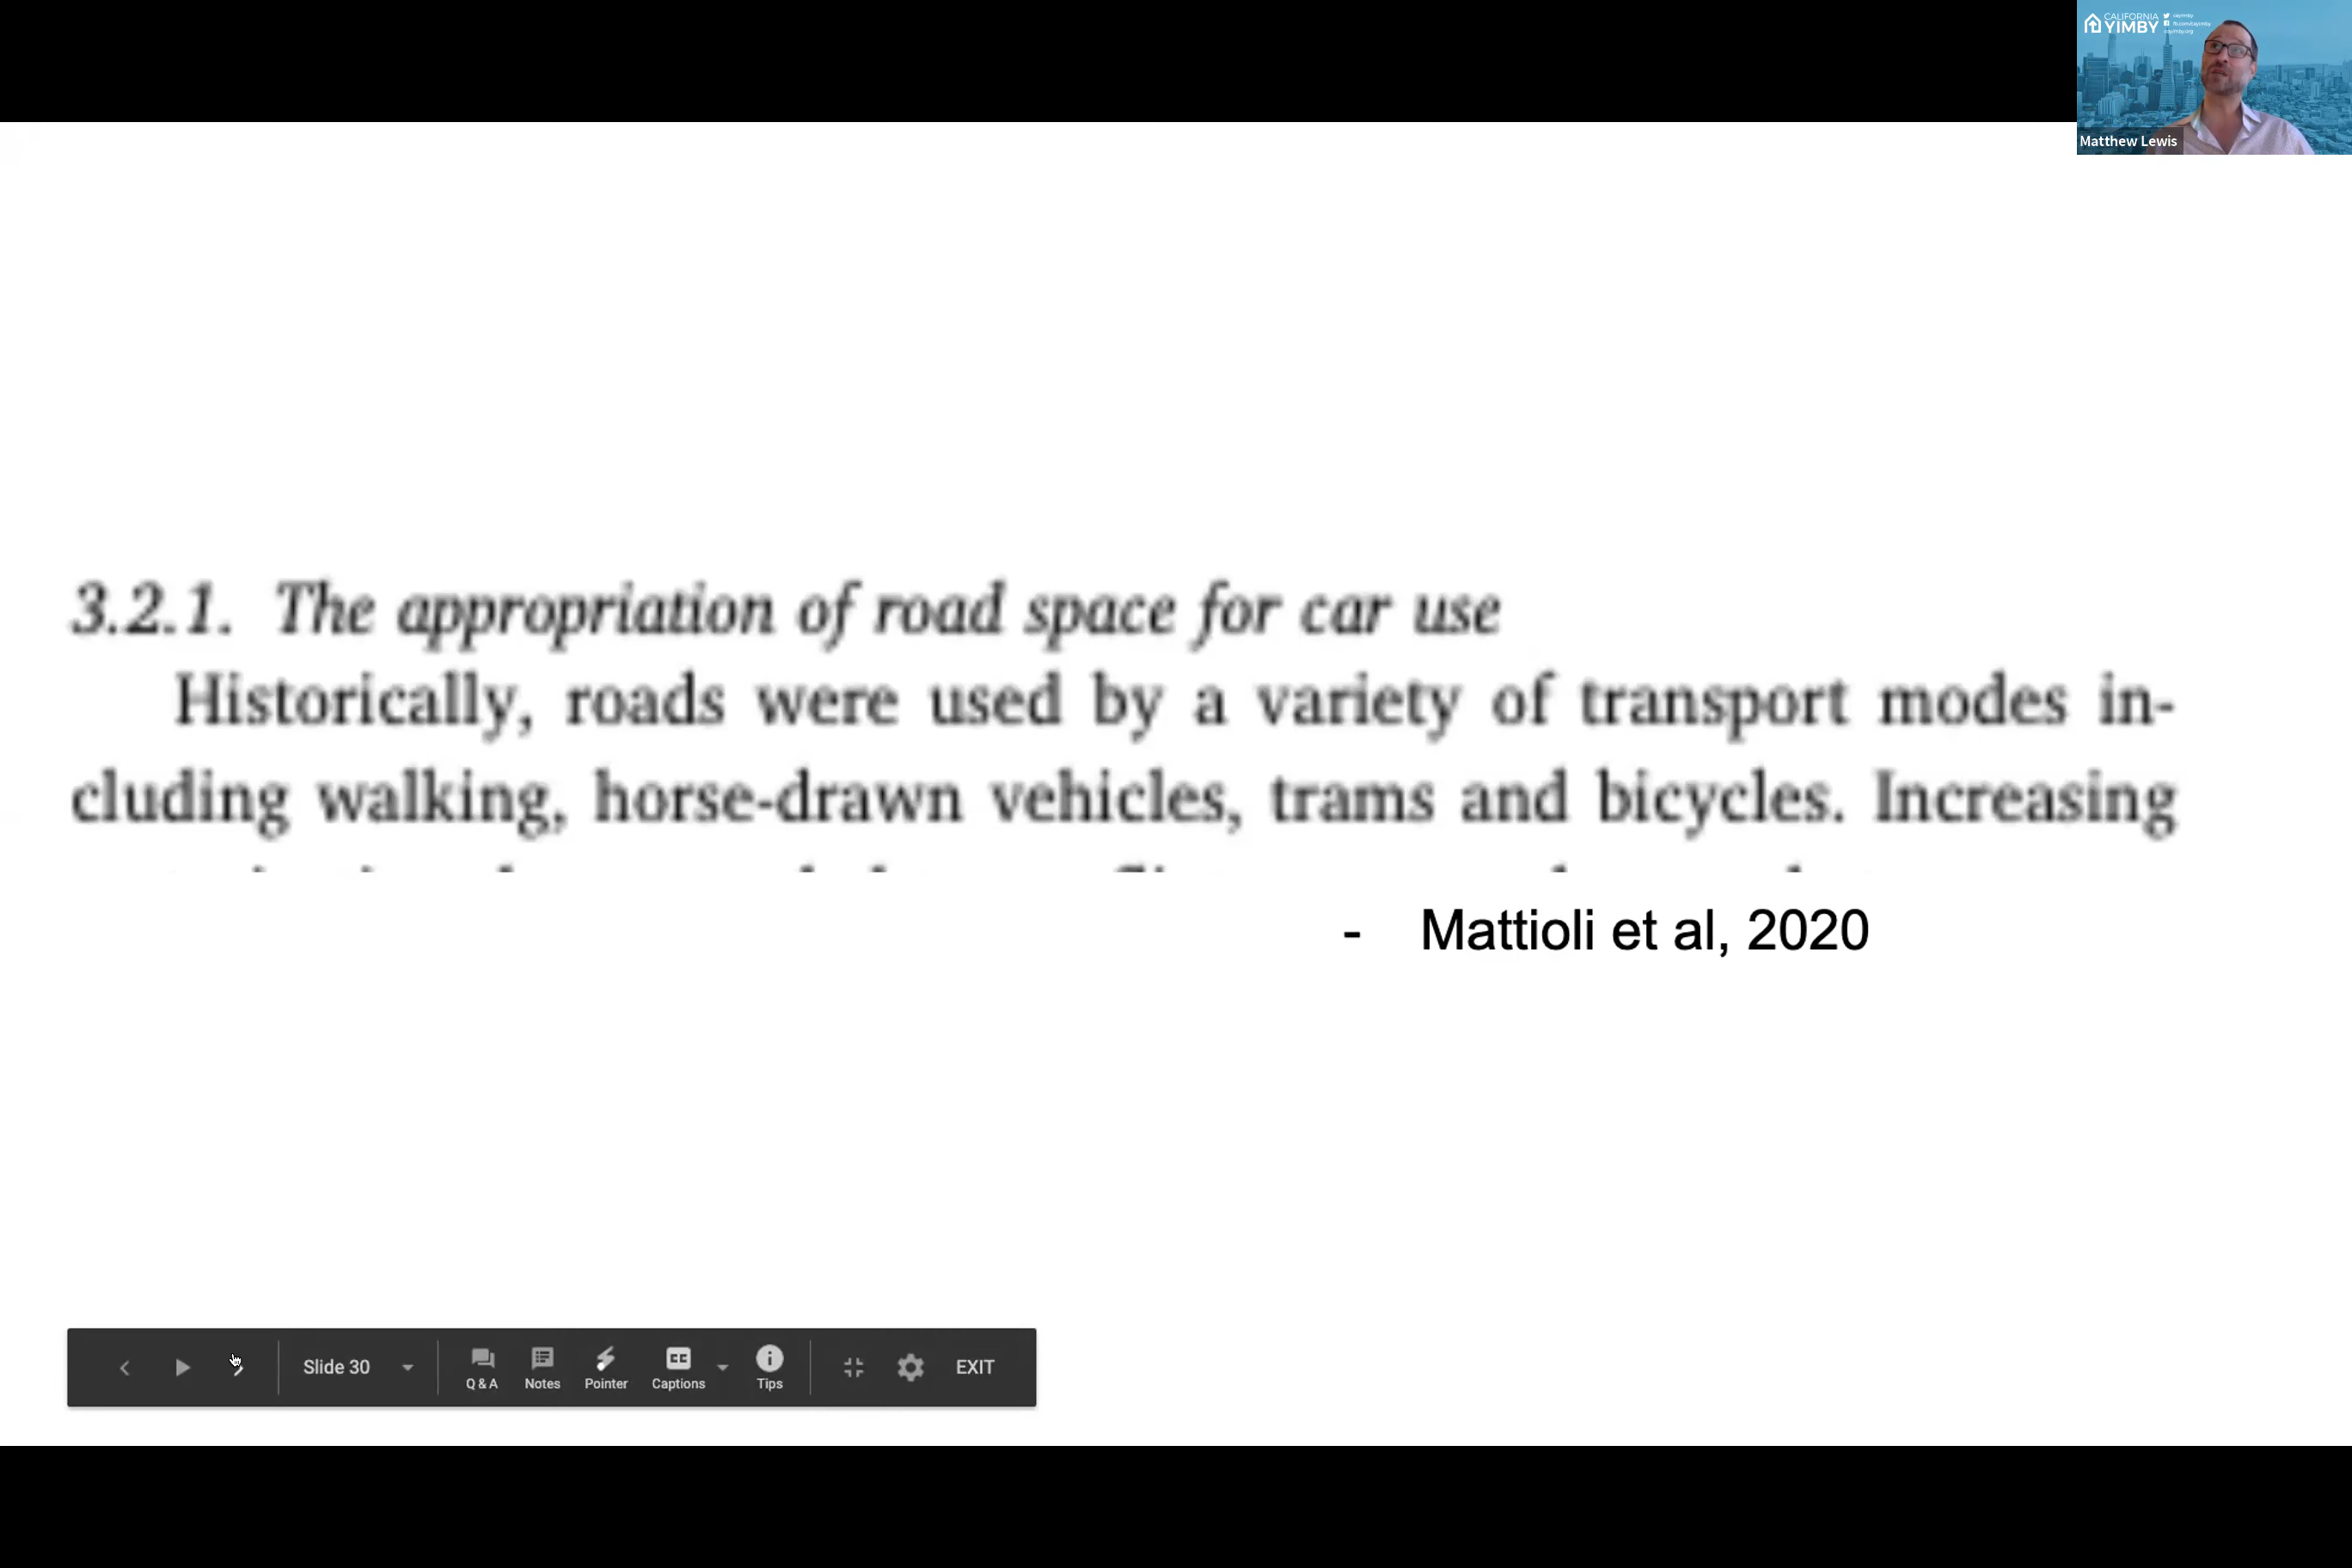 CALIFORNIA
YIMBY
Matthew Lewis
3.2.1. The appropriation of road space for car use
Historically, roads were used by a variety of transport modes in-
cluding walking, horse-drawn vehicles, trams and bicycles. Increasing
- Mattioli et al, 2020
Slide 30
Q & A
Notes
Pointer
CC
Captions
Tips
EXIT